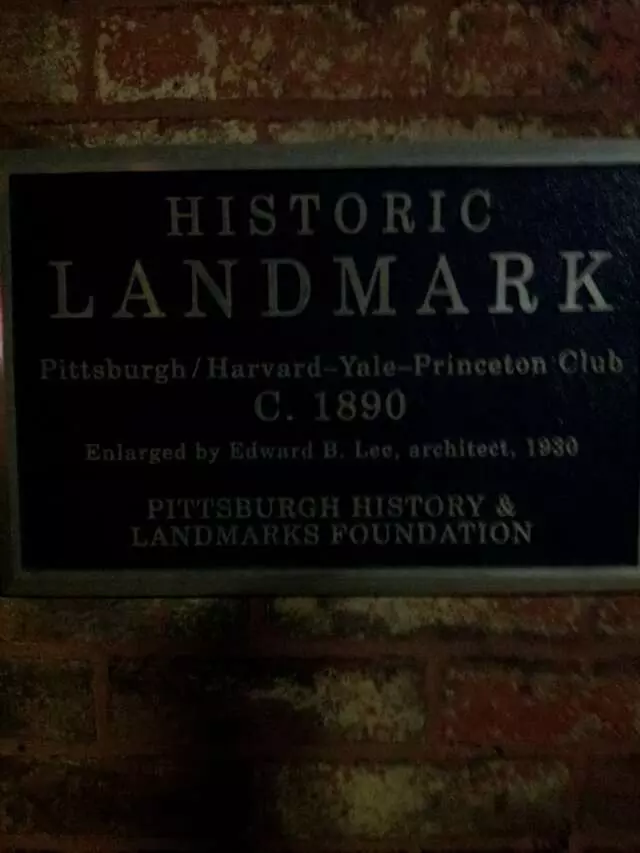 HISTORIC
LANDMARK
Pittsburgh/Harvard-Yale-Princeton Club
C. 1890
Enlarged by Edward B. Lee, architect, 1930
PITTSBURGH HISTORY &
LANDMARKS FOUNDATION